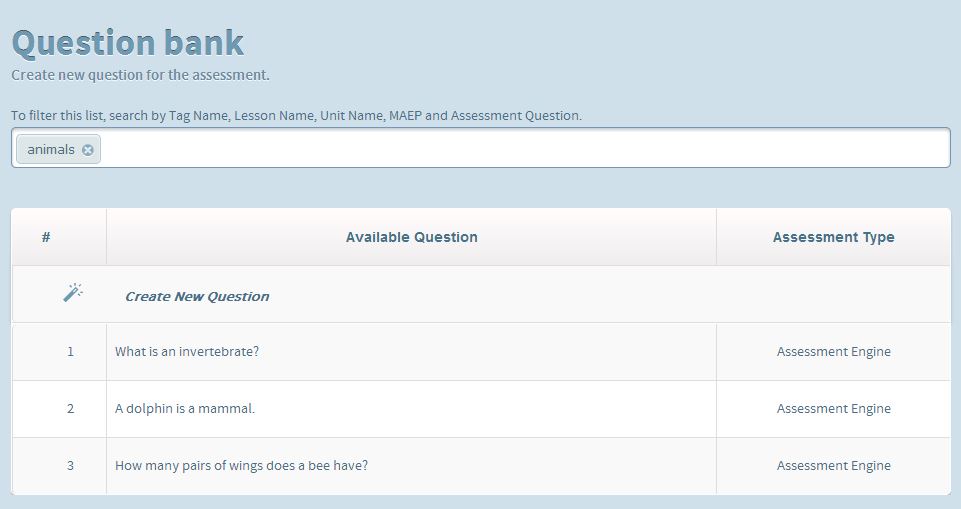 Question bank
Create new question for the assessment.
To filter this list, search by Tag Name, Lesson Name, Unit Name, MAEP and Assessment Question.
animals
# Available Question Assessment Type
Create New Question
1 What is an invertebrate? Assessment Engine
2 A dolphin is a mammal. Assessment Engine
3 How many pairs of wings does a bee have? Assessment Engine